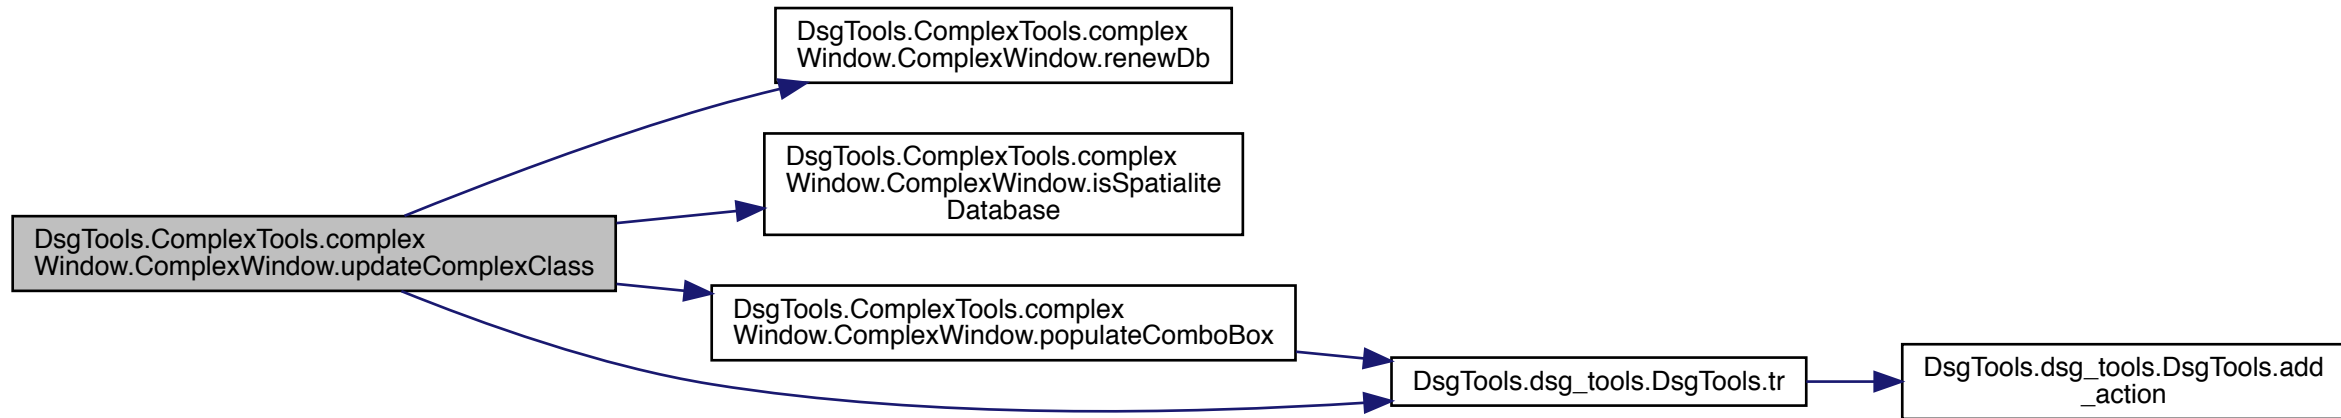 DsgTools.ComplexTools.complex
Window.ComplexWindow.renewDb
DsgTools.ComplexTools.complex
Window.ComplexWindow.isSpatialite
Database
DsgTools.ComplexTools.complex
Window.ComplexWindow.updateComplexClass
DsgTools.ComplexTools.complex
Window.ComplexWindow.populateComboBox
DsgTools.dsg_tools.DsgTools.tr
DsgTools.dsg_tools.DsgTools.add
_action